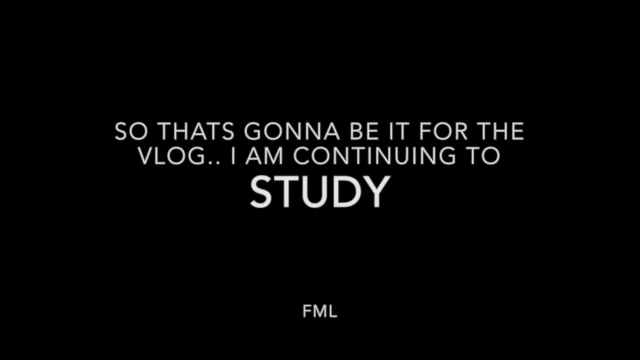 SO THATS GONNA BE IT FOR THE
VLOG.. I AM CONTINUING TO
STUDY
FML